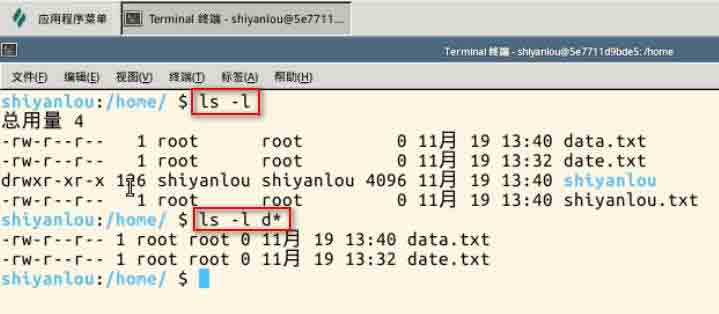 应用程序菜单 Terminal 终端 - shiyanlou@5e7711...
Terminal 终端 - shiyanlou@5e7711d9bde5: /home
文件(F) 编辑(E) 视图(V) 终端(T) 标签(A) 帮助(H)
shiyanlou:/home/ $ ls -l
总用量 4
-rw-r--r-- 1 root root 0 11月 19 13:40 data.txt
-rw-r--r-- 1 root root 0 11月 19 13:32 date.txt
drwxr-xr-x 126 shiyanlou shiyanlou 4096 11月 19 13:40 shiyanlou
-rw-r--r-- 1 root root 0 11月 19 13:40 shiyanlou.txt
shiyanlou:/home/ $ ls -l d*
-rw-r--r-- 1 root root 0 11月 19 13:40 data.txt
-rw-r--r-- 1 root root 0 11月 19 13:32 date.txt
shiyanlou:/home/ $